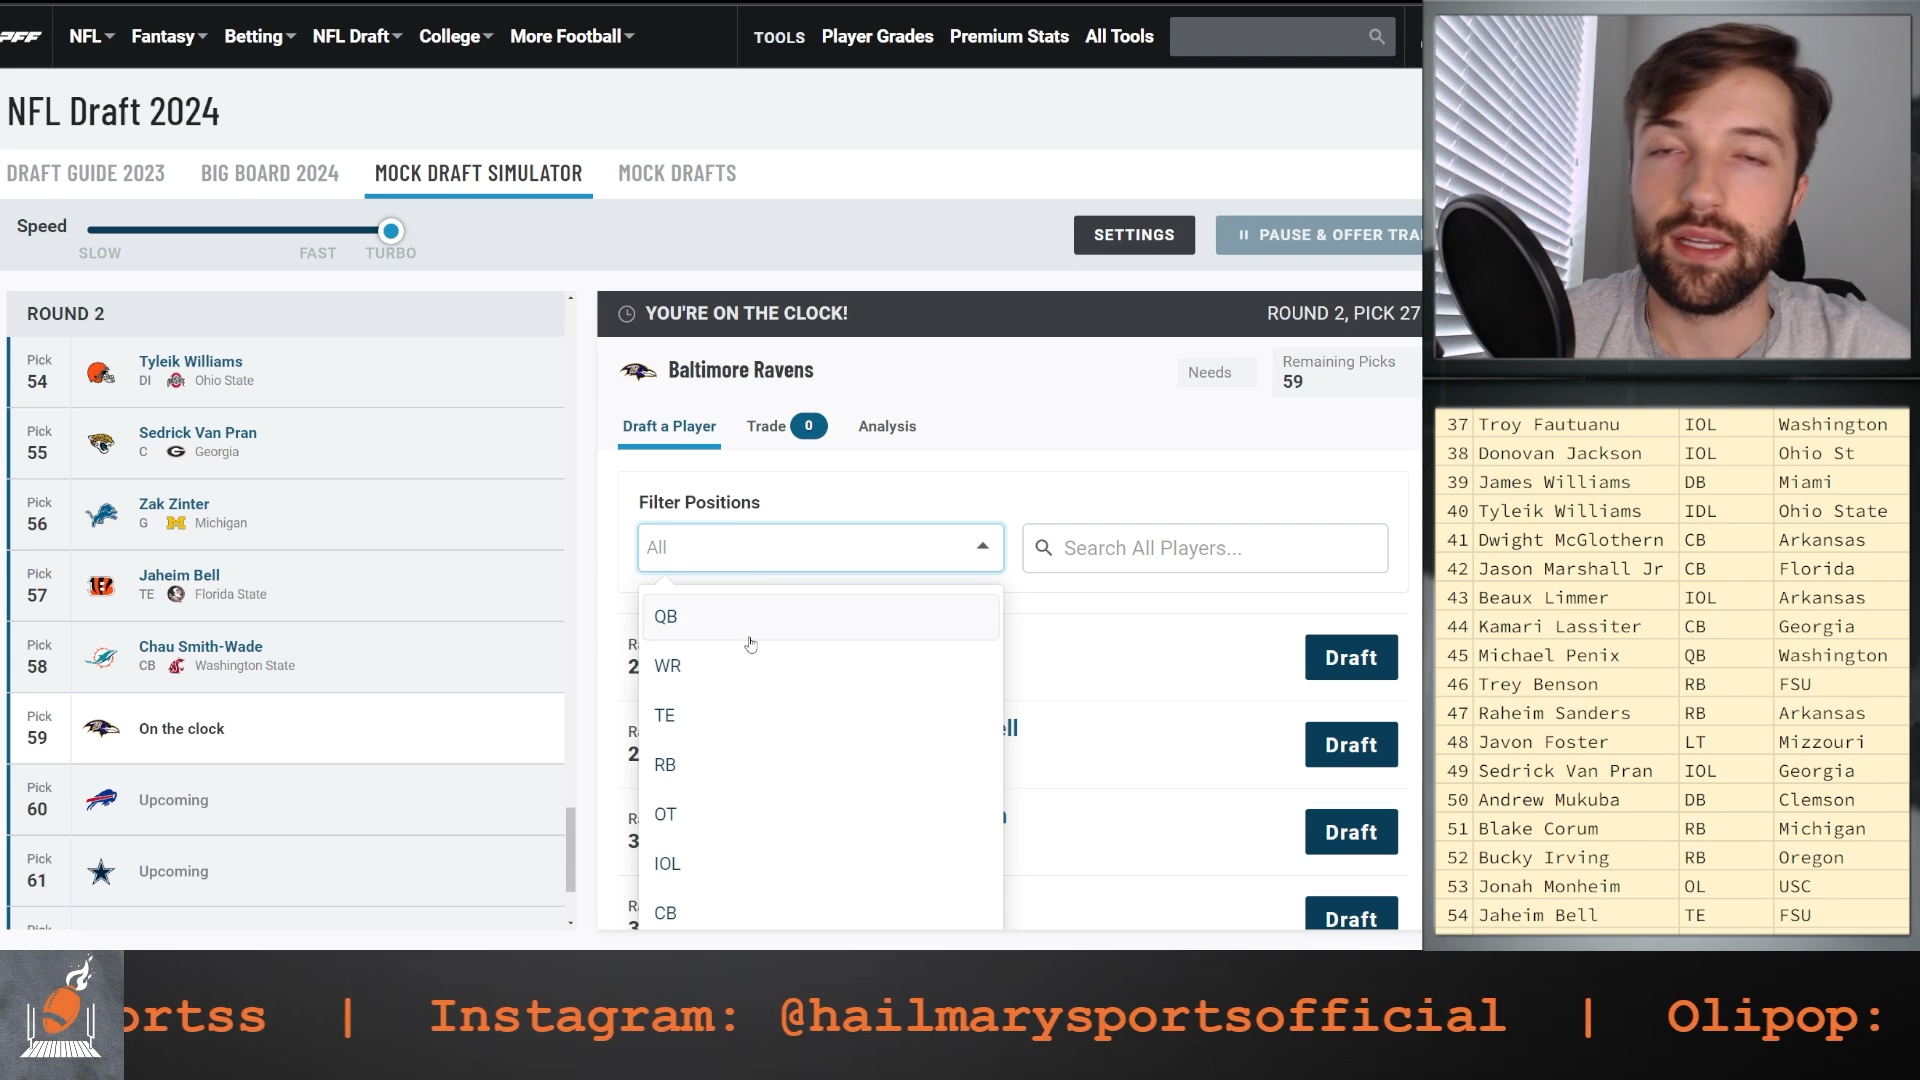 PFF
NFL
Fantasy
Betting
NFL Draft
College
More Football
TOOLS
Player Grades
Premium Stats
All Tools
NFL Draft 2024
DRAFT GUIDE 2023
BIG BOARD 2024
MOCK DRAFT SIMULATOR
MOCK DRAFTS
Speed
SLOW
FAST
TURBO
SETTINGS
PAUSE & OFFER TRA
ROUND 2
Pick 54
Tyleik Williams
DI Ohio State
Pick 55
Sedrick Van Pran
C Georgia
Pick 56
Zak Zinter
G Michigan
Pick 57
Jaheim Bell
TE Florida State
Pick 58
Chau Smith-Wade
CB Washington State
Pick 59
On the clock
Pick 60
Upcoming
Pick 61
Upcoming
YOU'RE ON THE CLOCK!
ROUND 2, PICK 27
Baltimore Ravens
Needs
Remaining Picks
59
Draft a Player
Trade 0
Analysis
Filter Positions
All
Search All Players...
QB
WR
TE
RB
OT
IOL
CB
Draft
Draft
Draft
Draft
37 Troy Fautuanu IOL Washington
38 Donovan Jackson IOL Ohio St
39 James Williams DB Miami
40 Tyleik Williams IDL Ohio State
41 Dwight McGlothern CB Arkansas
42 Jason Marshall Jr CB Florida
43 Beaux Limmer IOL Arkansas
44 Kamari Lassiter CB Georgia
45 Michael Penix QB Washington
46 Trey Benson RB FSU
47 Raheim Sanders RB Arkansas
48 Javon Foster LT Mizzouri
49 Sedrick Van Pran IOL Georgia
50 Andrew Mukuba DB Clemson
51 Blake Corum RB Michigan
52 Bucky Irving RB Oregon
53 Jonah Monheim OL USC
54 Jaheim Bell TE FSU
ortss | Instagram: @hailmarysportsofficial | Olipop: